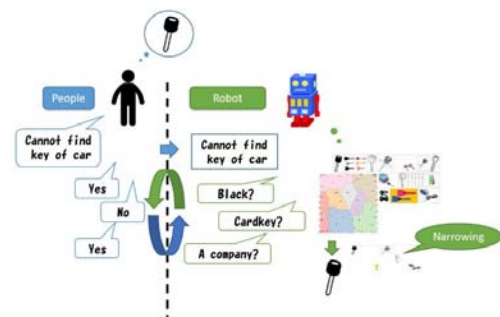 People
Robot
Cannot find
key of car
Cannot find
key of car
Yes
Black?
No
Cardkey?
Yes
A company?
Narrowing